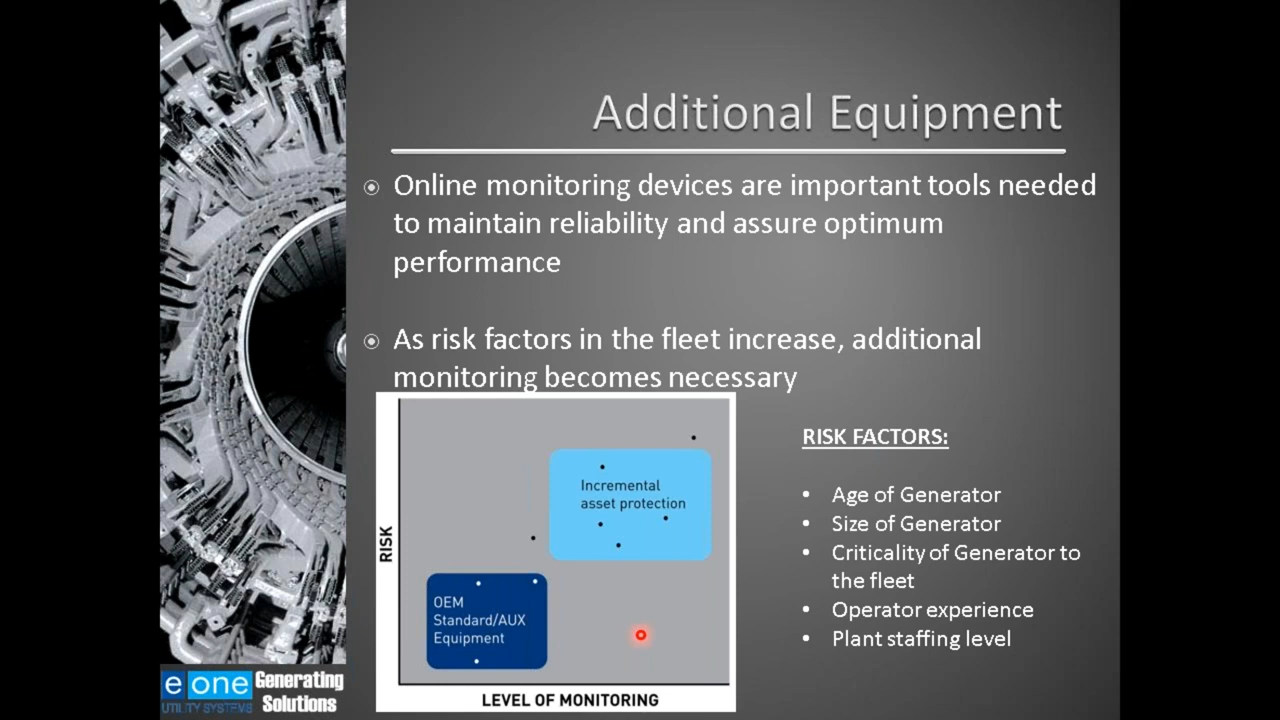 Additional Equipment
Online monitoring devices are important tools needed
to maintain reliability and assure optimum
performance
As risk factors in the fleet increase, additional
monitoring becomes necessary
RISK
Incremental
asset protection
OEM
Standard/AUX
Equipment
LEVEL OF MONITORING
RISK FACTORS:
• Age of Generator
• Size of Generator
• Criticality of Generator to
the fleet
• Operator experience
• Plant staffing level
e one
UTILITY SYSTEMS
Generating
Solutions